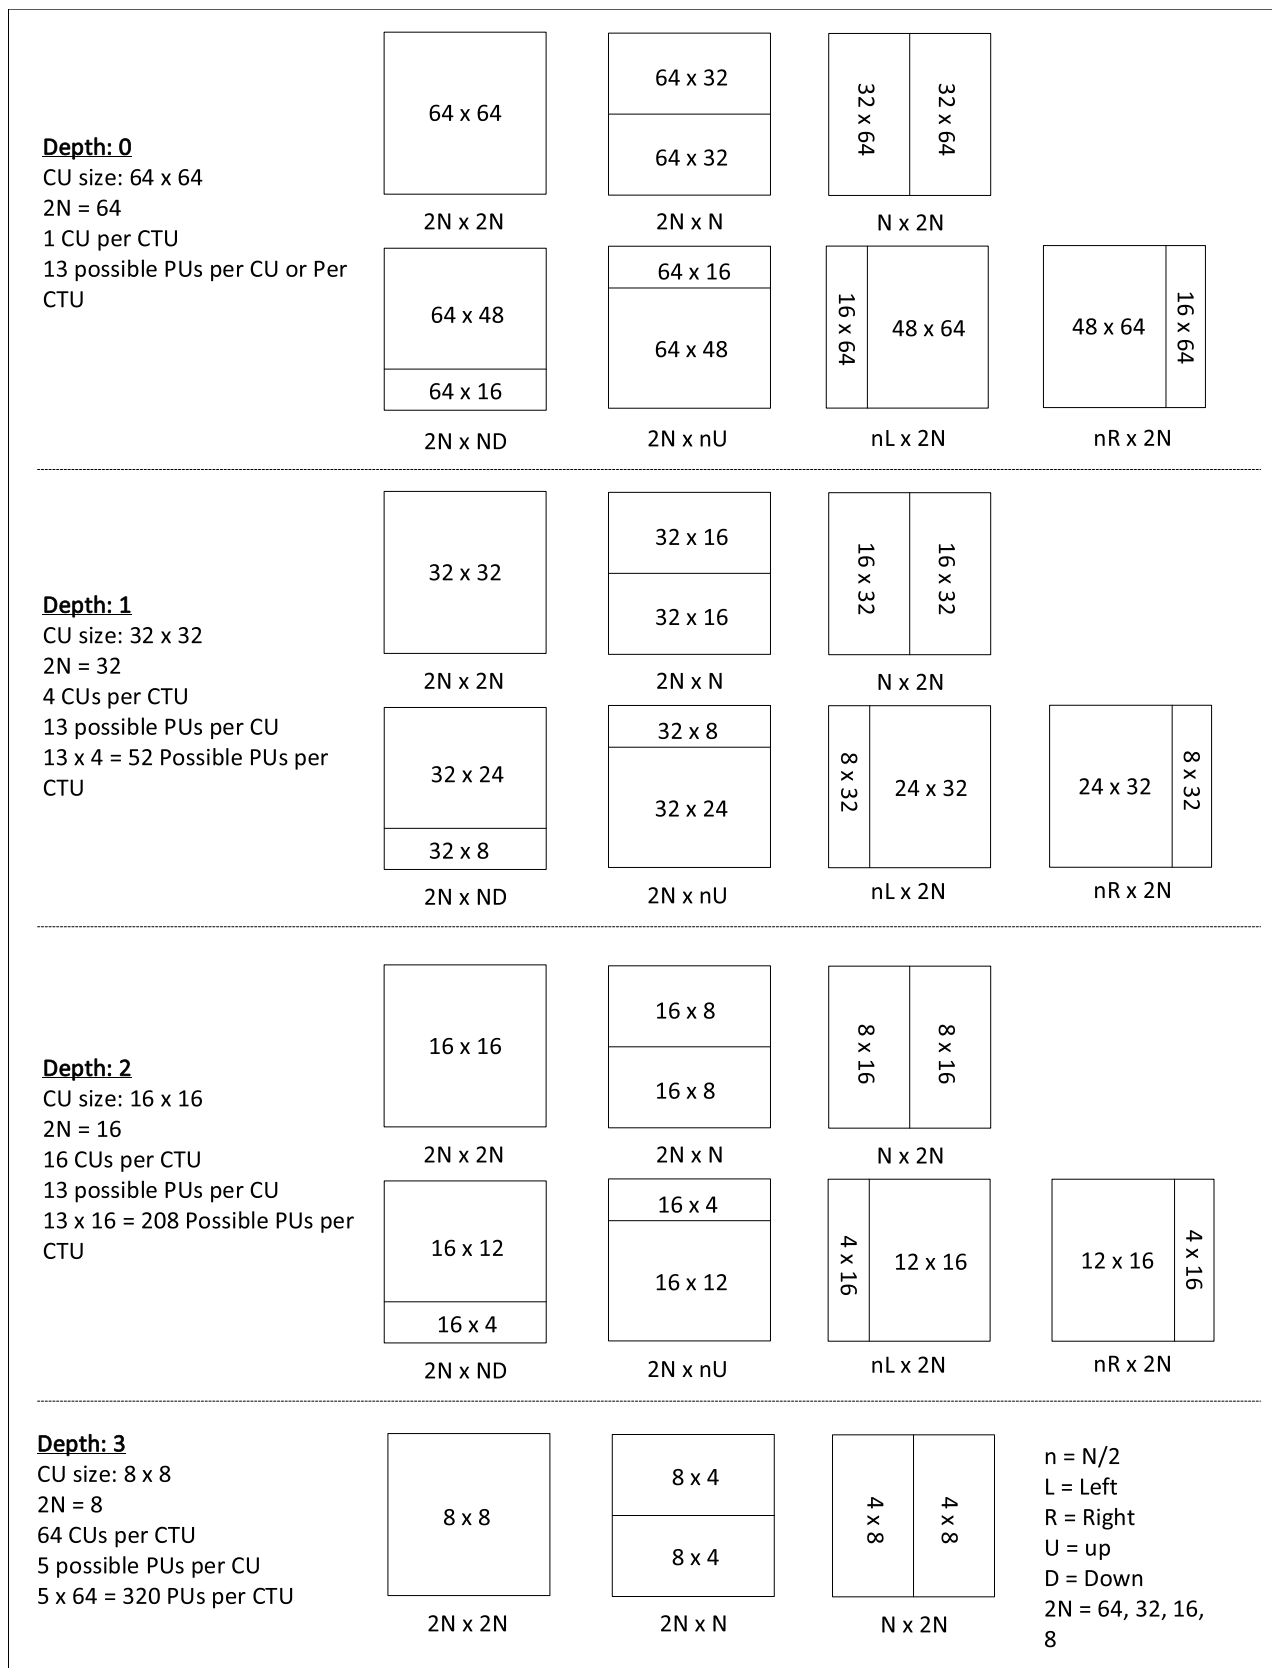 Depth: 0
CU size: 64 x 64
2N = 64
1 CU per CTU
13 possible PUs per CU or Per
CTU
64 x 64
2N x 2N
64 x 32
64 x 32
2N x N
32 x 64
32 x 64
N x 2N
64 x 48
64 x 16
2N x ND
64 x 16
64 x 48
2N x nU
16 x 64
48 x 64
nL x 2N
48 x 64
16 x 64
nR x 2N
Depth: 1
CU size: 32 x 32
2N = 32
4 CUs per CTU
13 possible PUs per CU
13 x 4 = 52 Possible PUs per
CTU
32 x 32
2N x 2N
32 x 16
32 x 16
2N x N
16 x 32
16 x 32
N x 2N
32 x 24
32 x 8
2N x ND
32 x 8
32 x 24
2N x nU
8 x 32
24 x 32
nL x 2N
24 x 32
8 x 32
nR x 2N
Depth: 2
CU size: 16 x 16
2N = 16
16 CUs per CTU
13 possible PUs per CU
13 x 16 = 208 Possible PUs per
CTU
16 x 16
2N x 2N
16 x 8
16 x 8
2N x N
8 x 16
8 x 16
N x 2N
16 x 12
16 x 4
2N x ND
16 x 4
16 x 12
2N x nU
4 x 16
12 x 16
nL x 2N
12 x 16
4 x 16
nR x 2N
Depth: 3
CU size: 8 x 8
2N = 8
64 CUs per CTU
5 possible PUs per CU
5 x 64 = 320 PUs per CTU
8 x 8
2N x 2N
8 x 4
8 x 4
2N x N
4 x 8
4 x 8
N x 2N
n = N/2
L = Left
R = Right
U = up
D = Down
2N = 64, 32, 16,
8